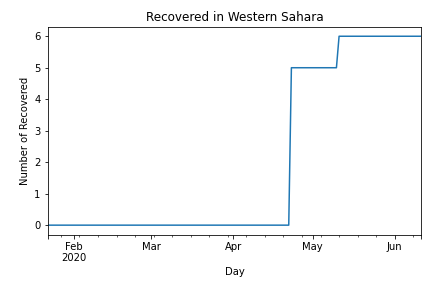 Recovered in Western Sahara
Number of Recovered
6
5
4
3
2
1
0
Feb
2020
Mar
Apr
May
Jun
Day